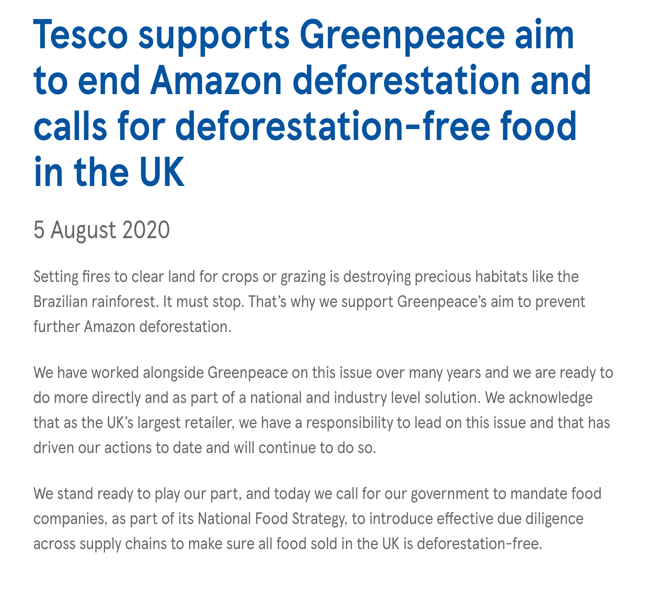 Tesco supports Greenpeace aim
to end Amazon deforestation and
calls for deforestation-free food
in the UK
5 August 2020
Setting fires to clear land for crops or grazing is destroying precious habitats like the
Brazilian rainforest. It must stop. That’s why we support Greenpeace’s aim to prevent
further Amazon deforestation.
We have worked alongside Greenpeace on this issue over many years and we are ready to
do more directly and as part of a national and industry level solution. We acknowledge
that as the UK’s largest retailer, we have a responsibility to lead on this issue and that has
driven our actions to date and will continue to do so.
We stand ready to play our part, and today we call for our government to mandate food
companies, as part of its National Food Strategy, to introduce effective due diligence
across supply chains to make sure all food sold in the UK is deforestation-free.